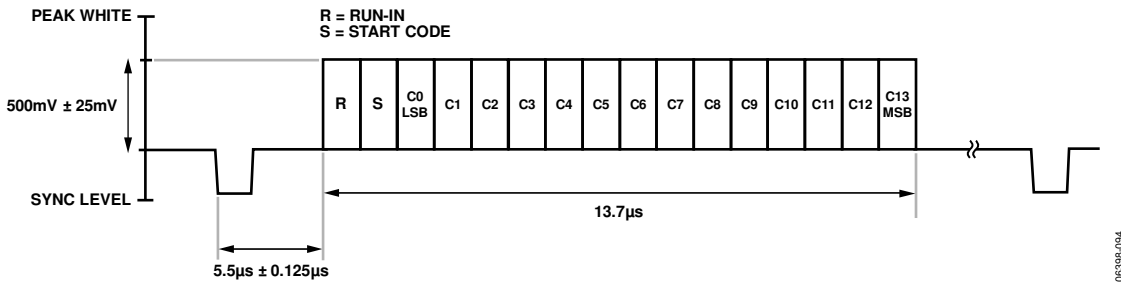 PEAK WHITE
R = RUN-IN
S = START CODE
500mV ± 25mV
R
S
C0
LSB
C1
C2
C3
C4
C5
C6
C7
C8
C9
C10
C11
C12
C13
MSB
SYNC LEVEL
13.7µs
5.5µs ± 0.125µs
06398-094